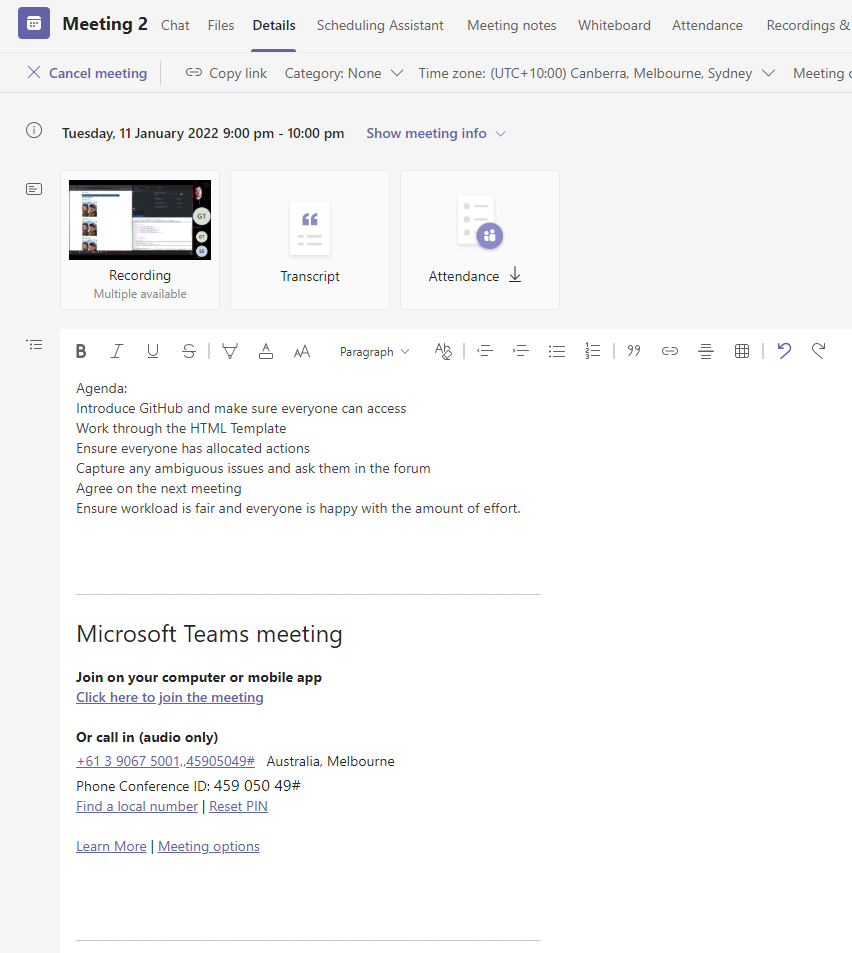 Meeting 2 Chat Files Details Scheduling Assistant Meeting notes Whiteboard Attendance Recordings &
Cancel meeting Copy link Category: None Time zone: (UTC+10:00) Canberra, Melbourne, Sydney Meeting
Tuesday, 11 January 2022 9:00 pm - 10:00 pm Show meeting info
GT
GT
ES
Recording
Multiple available
Transcript
Attendance
B I U S A AA Paragraph Ab
Agenda:
Introduce GitHub and make sure everyone can access
Work through the HTML Template
Ensure everyone has allocated actions
Capture any ambiguous issues and ask them in the forum
Agree on the next meeting
Ensure workload is fair and everyone is happy with the amount of effort.
Microsoft Teams meeting
Join on your computer or mobile app
Click here to join the meeting
Or call in (audio only)
+61 3 9067 5001,,45905049# Australia, Melbourne
Phone Conference ID: 459 050 49#
Find a local number | Reset PIN
Learn More | Meeting options